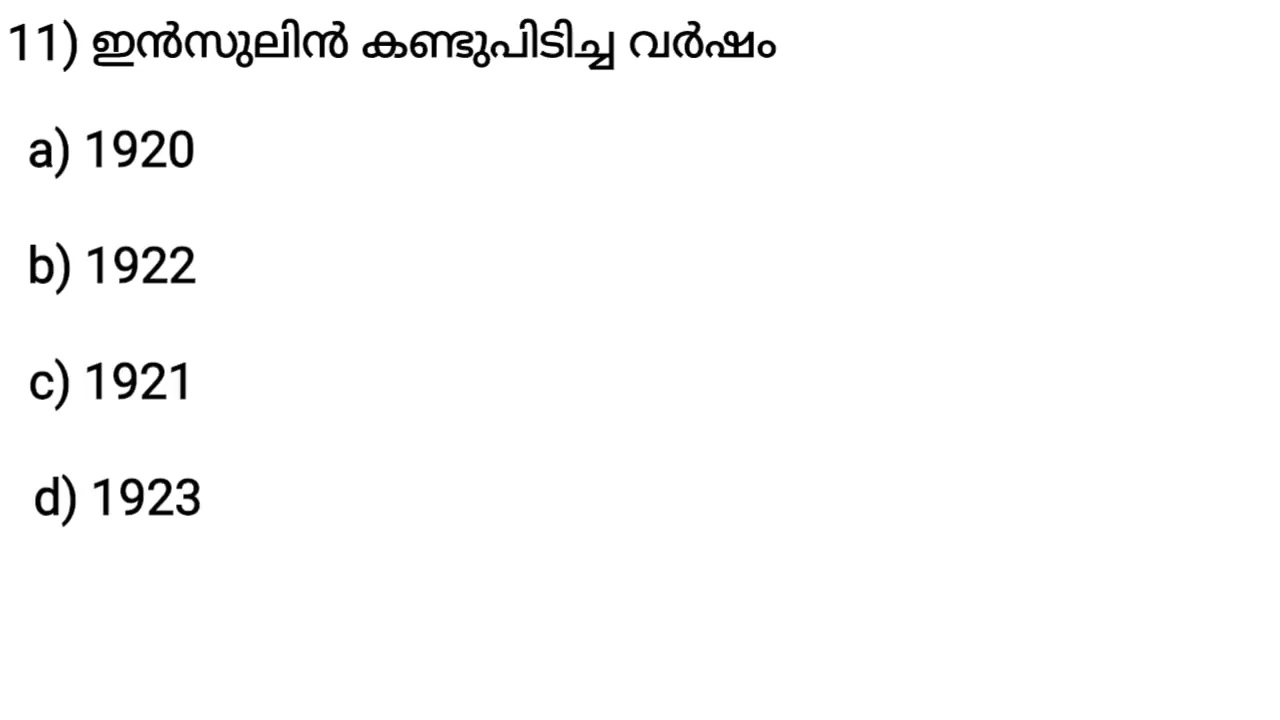 11) ഇൻസുലിൻ കണ്ടുപിടിച്ച വർഷം
a) 1920
b) 1922
c) 1921
d) 1923